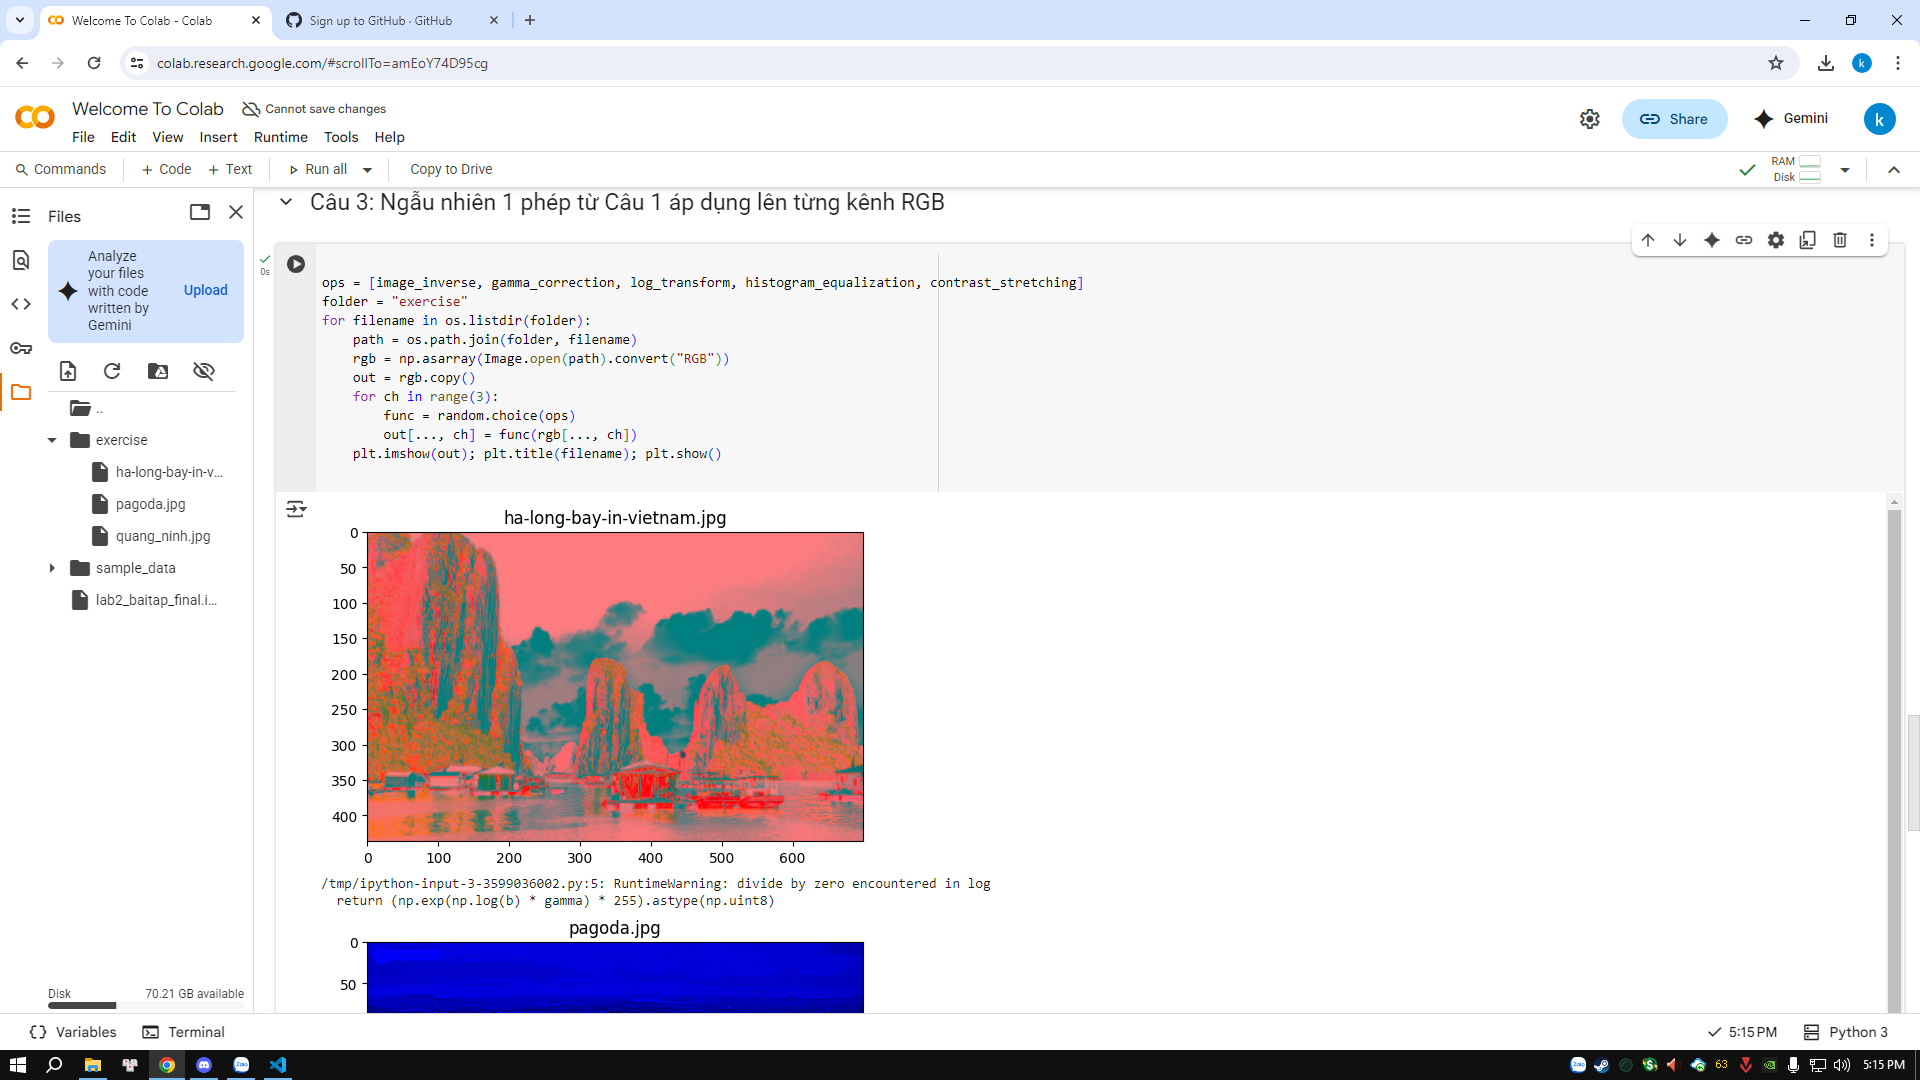 Welcome To Colab - Colab
Sign up to GitHub · GitHub
colab.research.google.com/#scrollTo=amEoY74D95cg
k
Welcome To Colab
Cannot save changes
Share
Gemini
k
File Edit View Insert Runtime Tools Help
Commands
+ Code + Text
Run all
Copy to Drive
RAM
Disk
Files
Analyze your files with code written by Gemini
Upload
..
exercise
ha-long-bay-in-v...
pagoda.jpg
quang_ninh.jpg
sample_data
lab2_baitap_final.i...
Disk 70.21 GB available
Câu 3: Ngẫu nhiên 1 phép từ Câu 1 áp dụng lên từng kênh RGB
0s
ops = [image_inverse, gamma_correction, log_transform, histogram_equalization, contrast_stretching]
folder = "exercise"
for filename in os.listdir(folder):
    path = os.path.join(folder, filename)
    rgb = np.asarray(Image.open(path).convert("RGB"))
    out = rgb.copy()
    for ch in range(3):
        func = random.choice(ops)
        out[..., ch] = func(rgb[..., ch])
    plt.imshow(out); plt.title(filename); plt.show()
ha-long-bay-in-vietnam.jpg
0
50
100
150
200
250
300
350
400
0 100 200 300 400 500 600
/tmp/ipython-input-3-3599036002.py:5: RuntimeWarning: divide by zero encountered in log
  return (np.exp(np.log(b) * gamma) * 255).astype(np.uint8)
pagoda.jpg
0
50
Variables
Terminal
5:15 PM
Python 3
Zalo
Zalo
63
5:15 PM